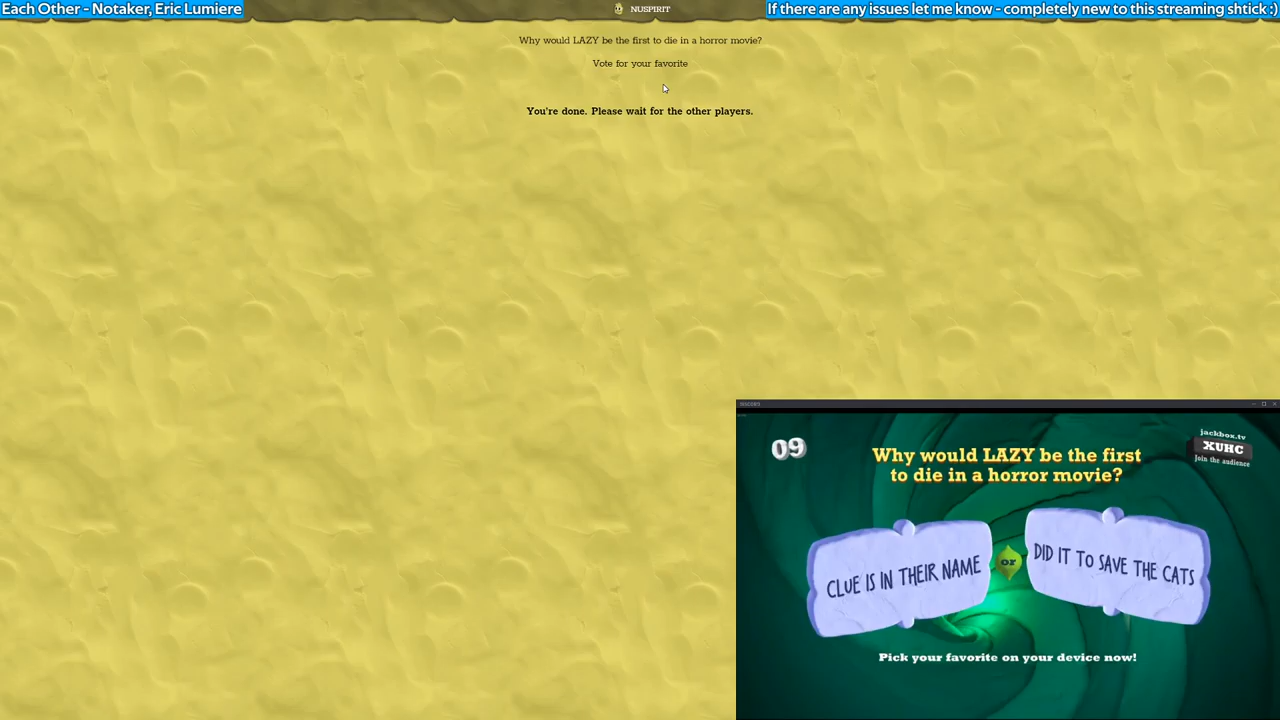 Each Other - Notaker, Eric Lumiere
NUSPIRIT
If there are any issues let me know - completely new to this streaming shtick :)
Why would LAZY be the first to die in a horror movie?
Vote for your favorite
You're done. Please wait for the other players.
09
jackbox.tv
XUHC
Join the audience
Why would LAZY be the first
to die in a horror movie?
CLUE IS IN THEIR NAME
or
DID IT TO SAVE THE CATS
Pick your favorite on your device now!